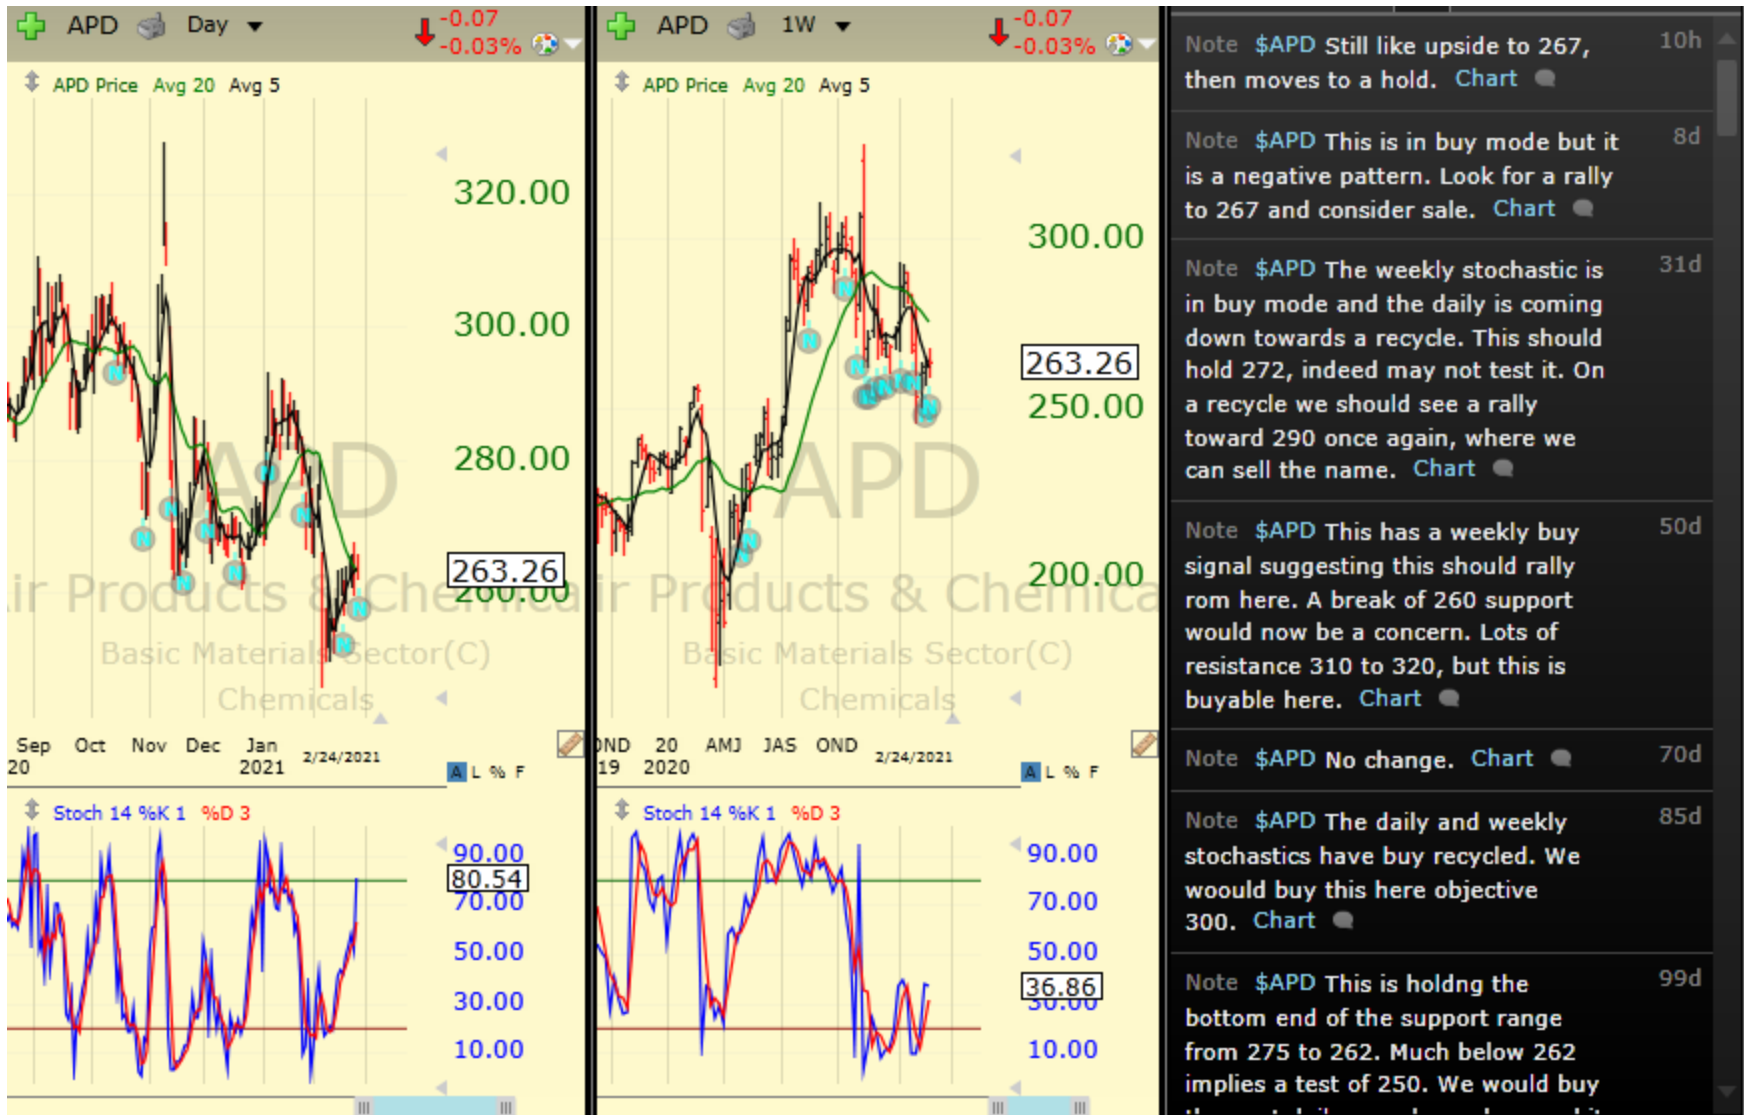 APD Day
-0.07
-0.03%
APD Price Avg 20 Avg 5
320.00
300.00
280.00
263.26
260.00
APD
Air Products & Chemica
Basic Materials Sector(C)
Chemicals
Sep Oct Nov Dec Jan 2/24/2021
20 2021
A L % F
Stoch 14 %K 1 %D 3
90.00
80.54
70.00
50.00
30.00
10.00
APD 1W
-0.07
-0.03%
APD Price Avg 20 Avg 5
300.00
263.26
250.00
200.00
APD
ir Products & Chemica
Basic Materials Sector(C)
Chemicals
OND 20 AMJ JAS OND 2/24/2021
19 2020
A L % F
Stoch 14 %K 1 %D 3
90.00
70.00
50.00
36.86
30.00
10.00
Note $APD Still like upside to 267, 10h
then moves to a hold. Chart
Note $APD This is in buy mode but it 8d
is a negative pattern. Look for a rally
to 267 and consider sale. Chart
Note $APD The weekly stochastic is 31d
in buy mode and the daily is coming
down towards a recycle. This should
hold 272, indeed may not test it. On
a recycle we should see a rally
toward 290 once again, where we
can sell the name. Chart
Note $APD This has a weekly buy 50d
signal suggesting this should rally
rom here. A break of 260 support
would now be a concern. Lots of
resistance 310 to 320, but this is
buyable here. Chart
Note $APD No change. Chart 70d
Note $APD The daily and weekly 85d
stochastics have buy recycled. We
woould buy this here objective
300. Chart
Note $APD This is holdng the 99d
bottom end of the support range
from 275 to 262. Much below 262
implies a test of 250. We would buy